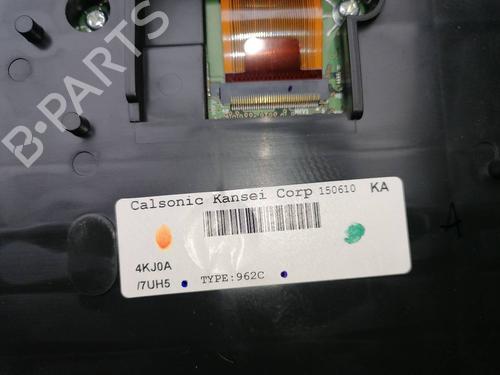 B-PARTS
Calsonic Kansei Corp 150610 KA
4KJ0A
/7UH5
TYPE:962C
A